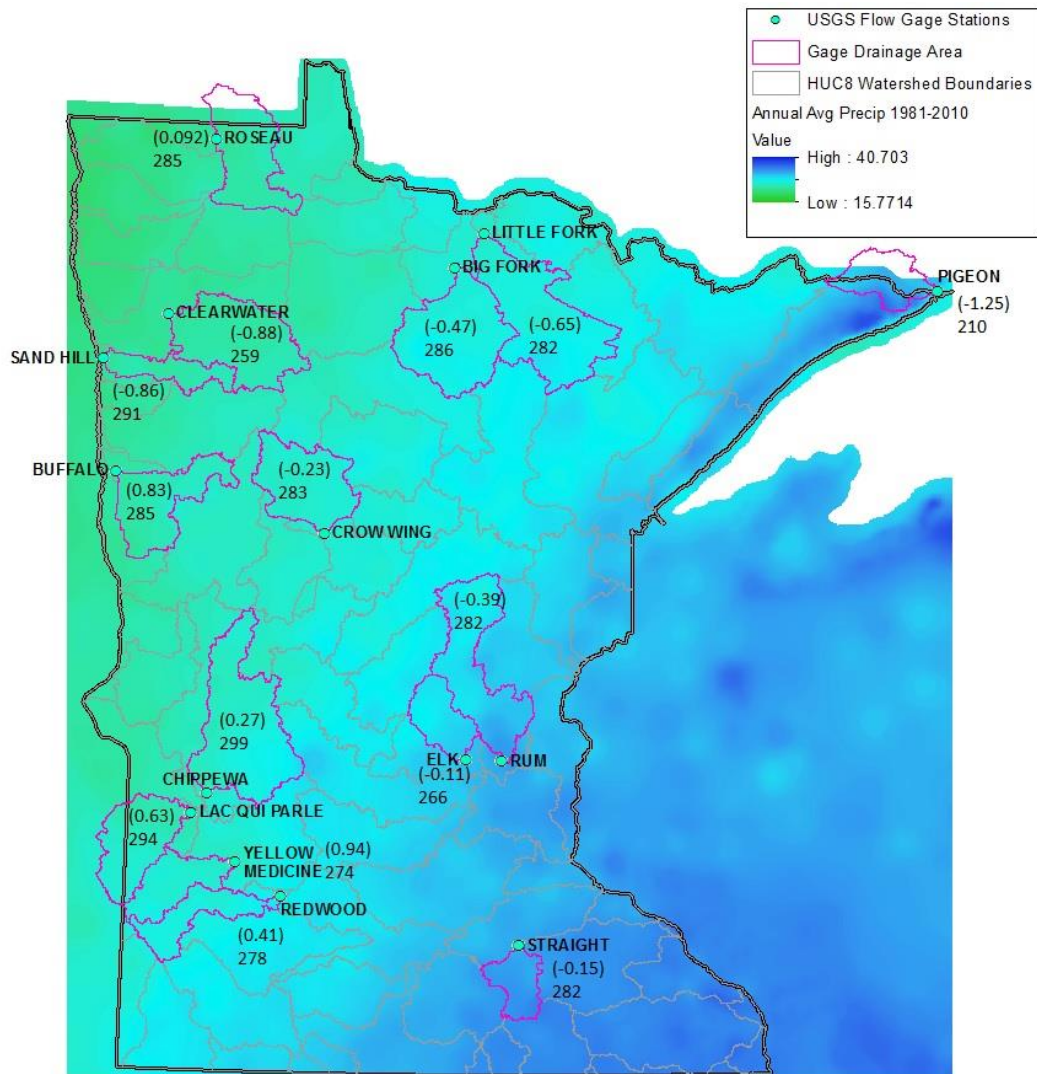 USGS Flow Gage Stations
Gage Drainage Area
HUC8 Watershed Boundaries
Annual Avg Precip 1981-2010
Value
High : 40.703
Low : 15.7714
(0.092)
285
ROSEAU
LITTLE FORK
BIG FORK
(-0.47)
286
(-0.65)
282
PIGEON
(-1.25)
210
CLEARWATER
(-0.88)
259
SAND HILL
(-0.86)
291
BUFFALO
(0.83)
285
(-0.23)
283
CROW WING
(-0.39)
282
(0.27)
299
CHIPPEWA
ELK
(-0.11)
266
RUM
LAC QUI PARLE
(0.63)
294
YELLOW
MEDICINE
(0.94)
274
REDWOOD
(0.41)
278
STRAIGHT
(-0.15)
282